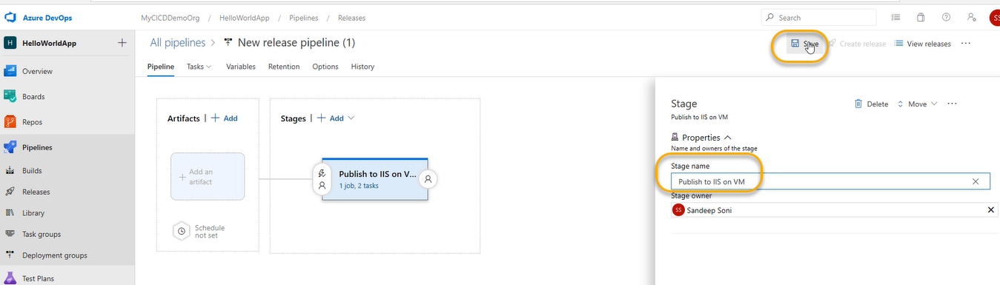 Azure DevOps
MyCICDDemoOrg / HelloWorldApp / Pipelines / Releases
Search
SS
H HelloWorldApp
All pipelines > New release pipeline (1)
Save
Create release
View releases
Overview
Boards
Repos
Pipelines
Builds
Releases
Library
Task groups
Deployment groups
Test Plans
Pipeline Tasks Variables Retention Options History
Artifacts | + Add
Stages | + Add
+ Add an
artifact
Schedule
not set
Publish to IIS on V...
1 job, 2 tasks
Stage
Delete Move
Publish to IIS on VM
Properties
Name and owners of the stage
Stage name
Publish to IIS on VM
Stage owner
SS Sandeep Soni